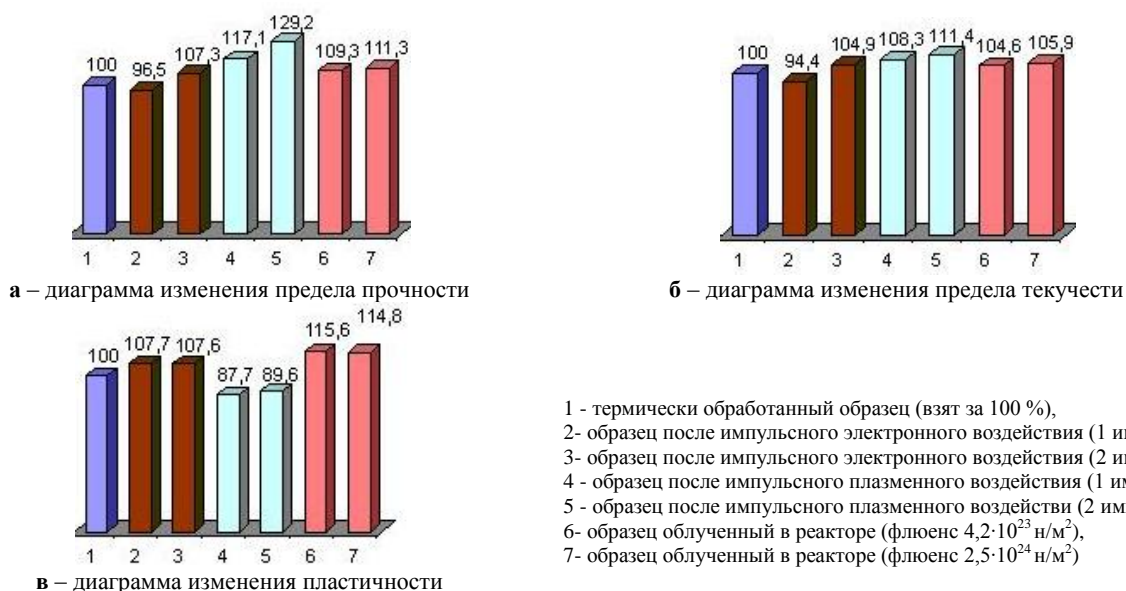 100 96,5 107,3 117,1 129,2 109,3 111,3
1 2 3 4 5 6 7
а – диаграмма изменения предела прочности
100 94,4 104,9 108,3 111,4 104,6 105,9
1 2 3 4 5 6 7
б – диаграмма изменения предела текучести
100 107,7 107,6 87,7 89,6 115,6 114,8
1 2 3 4 5 6 7
в – диаграмма изменения пластичности
1 - термически обработанный образец (взят за 100 %),
2- образец после импульсного электронного воздействия (1
3- образец после импульсного электронного воздействия (2
4 - образец после импульсного плазменного воздействия (1
5 - образец после импульсного плазменного воздействи (2
6- образец облученный в реакторе (флюенс 4,2·10²³ н/м²),
7- образец облученный в реакторе (флюенс 2,5·10²⁴ н/м²)